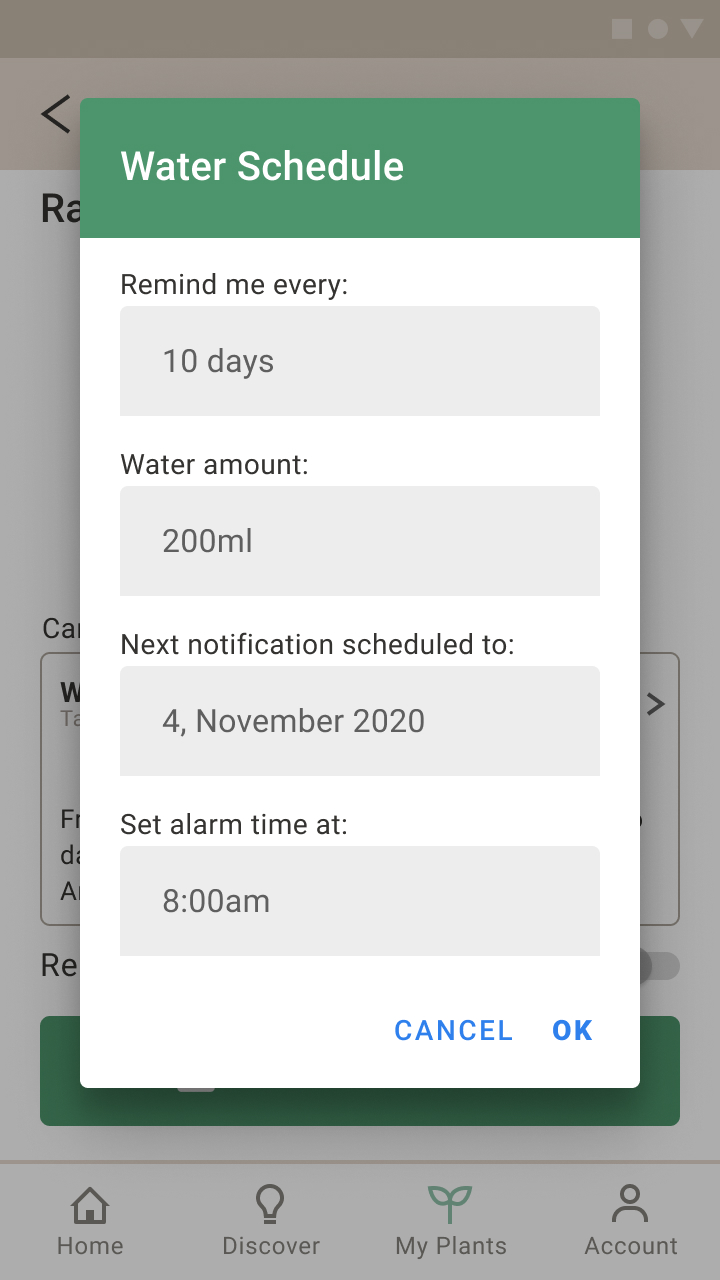 Water Schedule
Remind me every:
10 days
Water amount:
200ml
Next notification scheduled to:
4, November 2020
Set alarm time at:
8:00am
CANCEL OK
Home Discover My Plants Account